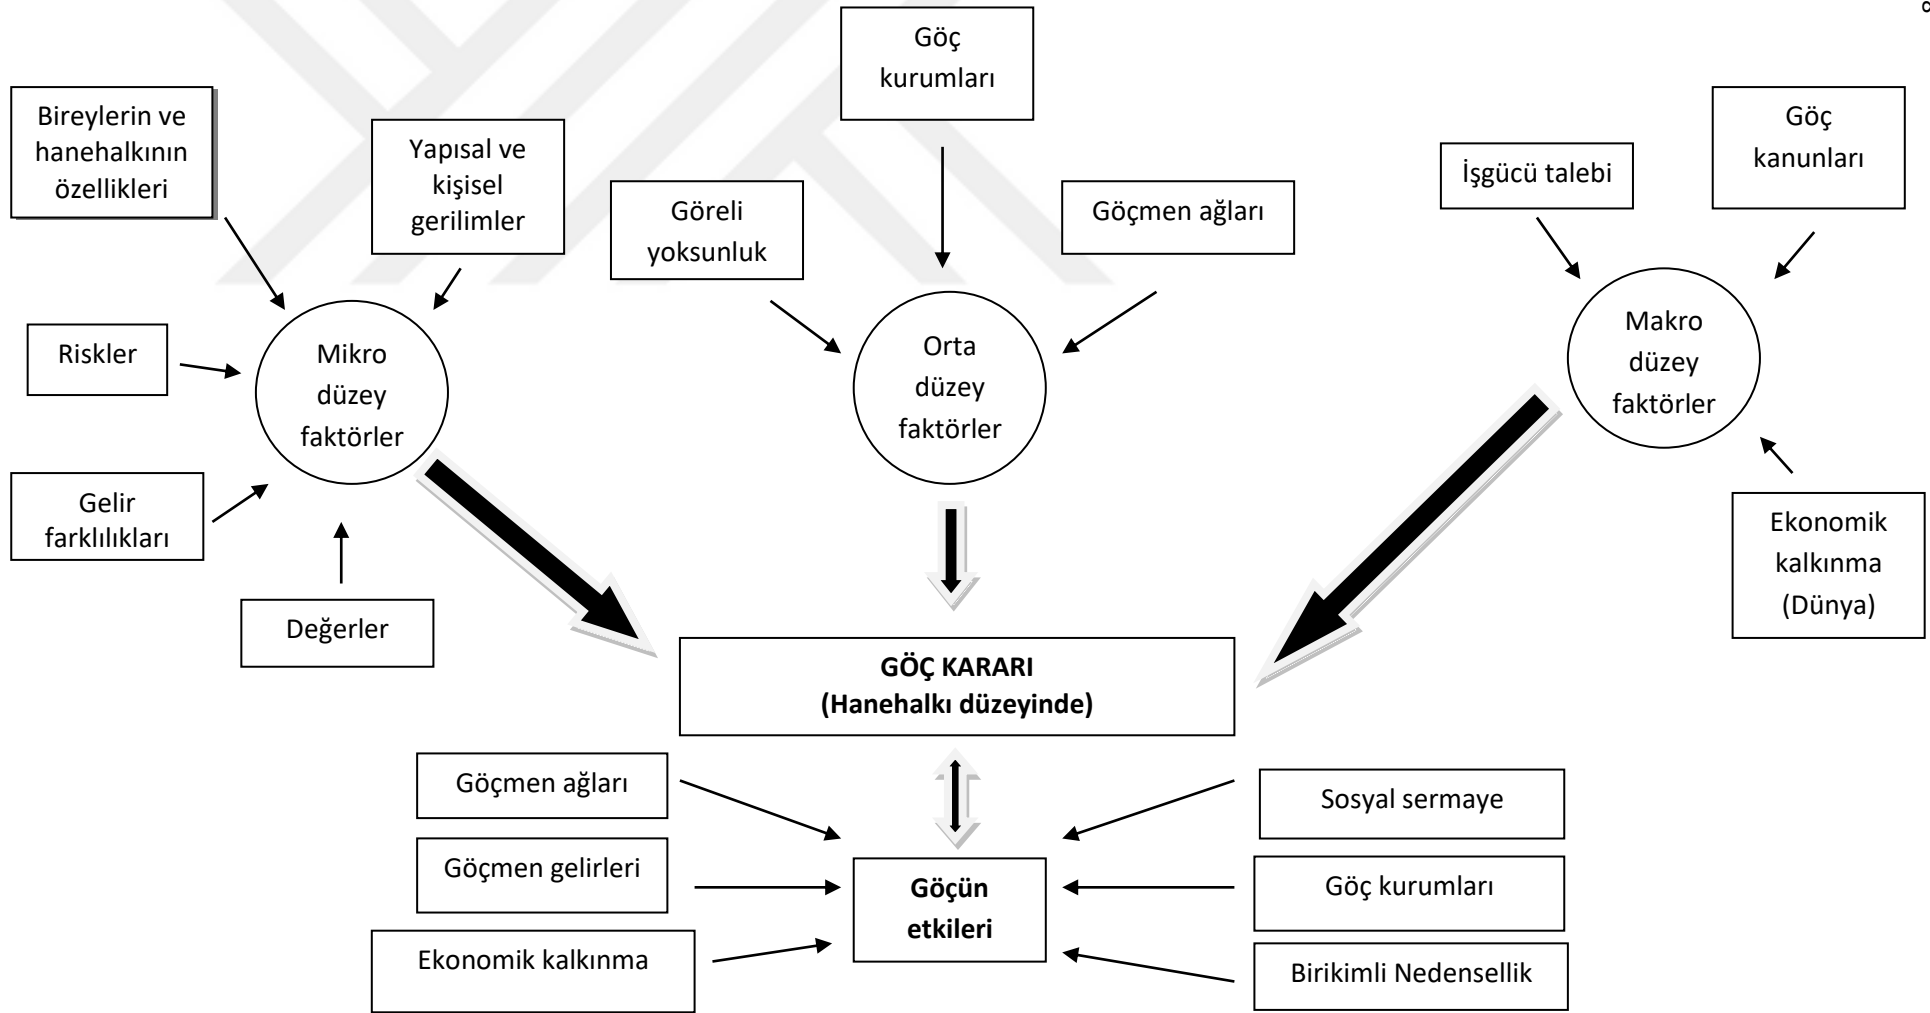 Göç
kurumları
Bireylerin ve
hanehalkının
özellikleri
Yapısal ve
kişisel
gerilimler
Göreli
yoksunluk
Göçmen ağları
İşgücü talebi
Göç
kanunları
Riskler
Mikro
düzey
faktörler
Orta
düzey
faktörler
Makro
düzey
faktörler
Gelir
farklılıkları
Değerler
Ekonomik
kalkınma
(Dünya)
GÖÇ KARARI
(Hanehalkı düzeyinde)
Göçmen ağları
Göçmen gelirleri
Ekonomik kalkınma
Göçün
etkileri
Sosyal sermaye
Göç kurumları
Birikimli Nedensellik